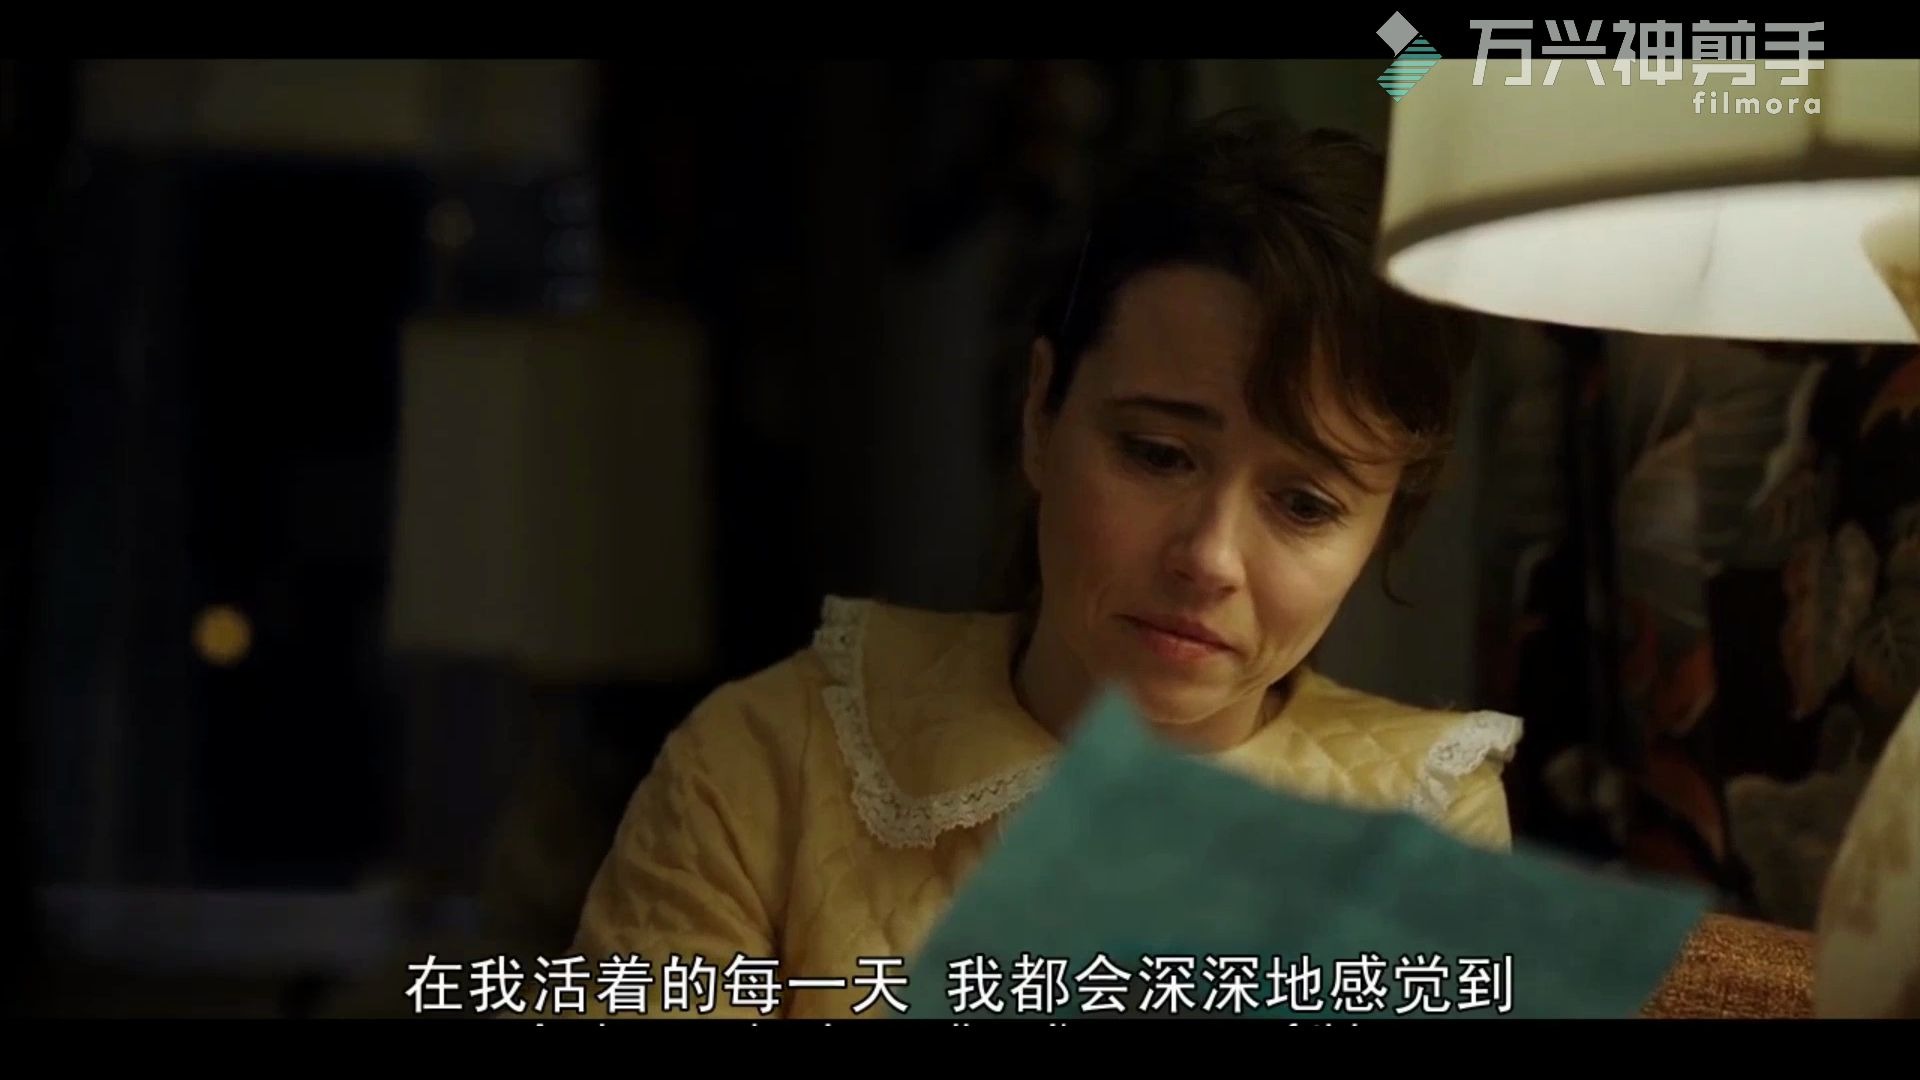 万兴神剪手
filmora
在我活着的每一天 我都会深深地感觉到